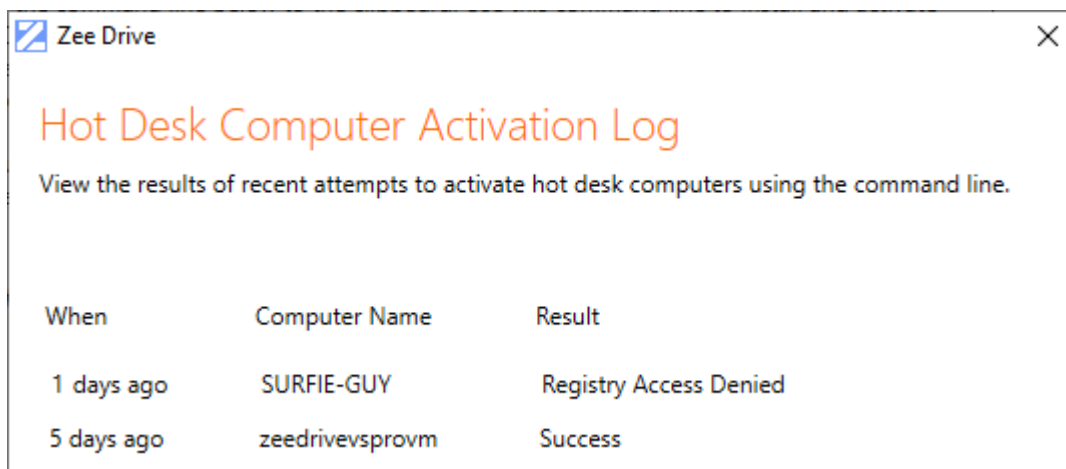 Zee Drive
Hot Desk Computer Activation Log
View the results of recent attempts to activate hot desk computers using the command line.
When Computer Name Result
1 days ago SURFIE-GUY Registry Access Denied
5 days ago zeedrivevsprovm Success